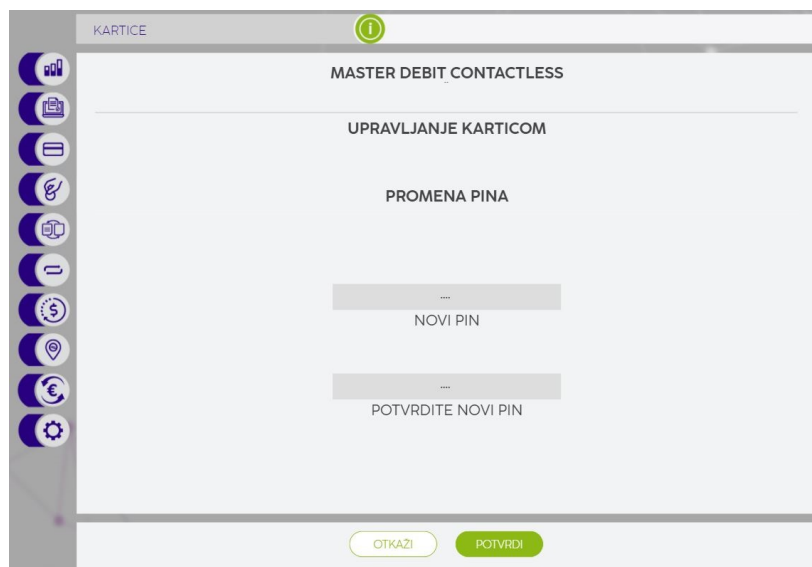 KARTICE
MASTER DEBIT CONTACTLESS
UPRAVLJANJE KARTICOM
PROMENA PINA
....
NOVI PIN
....
POTVRDITE NOVI PIN
OTKAŽI
POTVRDI